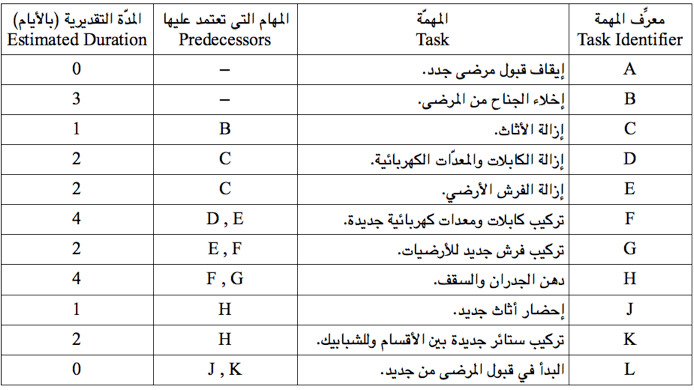 معرِّف المهمة المهمّة المهام التى تعتمد عليها المدّة التقديرية (بالأيام)
Task Identifier Task Predecessors Estimated Duration
A إيقاف قبول مرضى جدد. – 0
B إخلاء الجناح من المرضى. – 3
C إزالة الأثاث. B 1
D إزالة الكابلات والمعدّات الكهربائية. C 2
E إزالة الفرش الأرضي. C 2
F تركيب كابلات ومعدات كهربائية جديدة. D , E 4
G تركيب فرش جديد للأرضيات. E , F 2
H دهن الجدران والسقف. F , G 4
J إحضار أثاث جديد. H 1
K تركيب ستائر جديدة بين الأقسام وللشبابيك. H 2
L البدأ في قبول المرضى من جديد. J , K 0